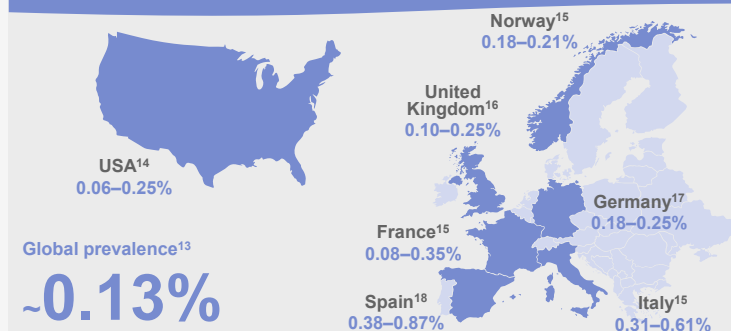 Norway15
0.18–0.21%
United
Kingdom16
0.10–0.25%
USA14
0.06–0.25%
Germany17
0.18–0.25%
France15
0.08–0.35%
Global prevalence13
~0.13%
Spain18
0.38–0.87%
Italy15
0.31–0.61%